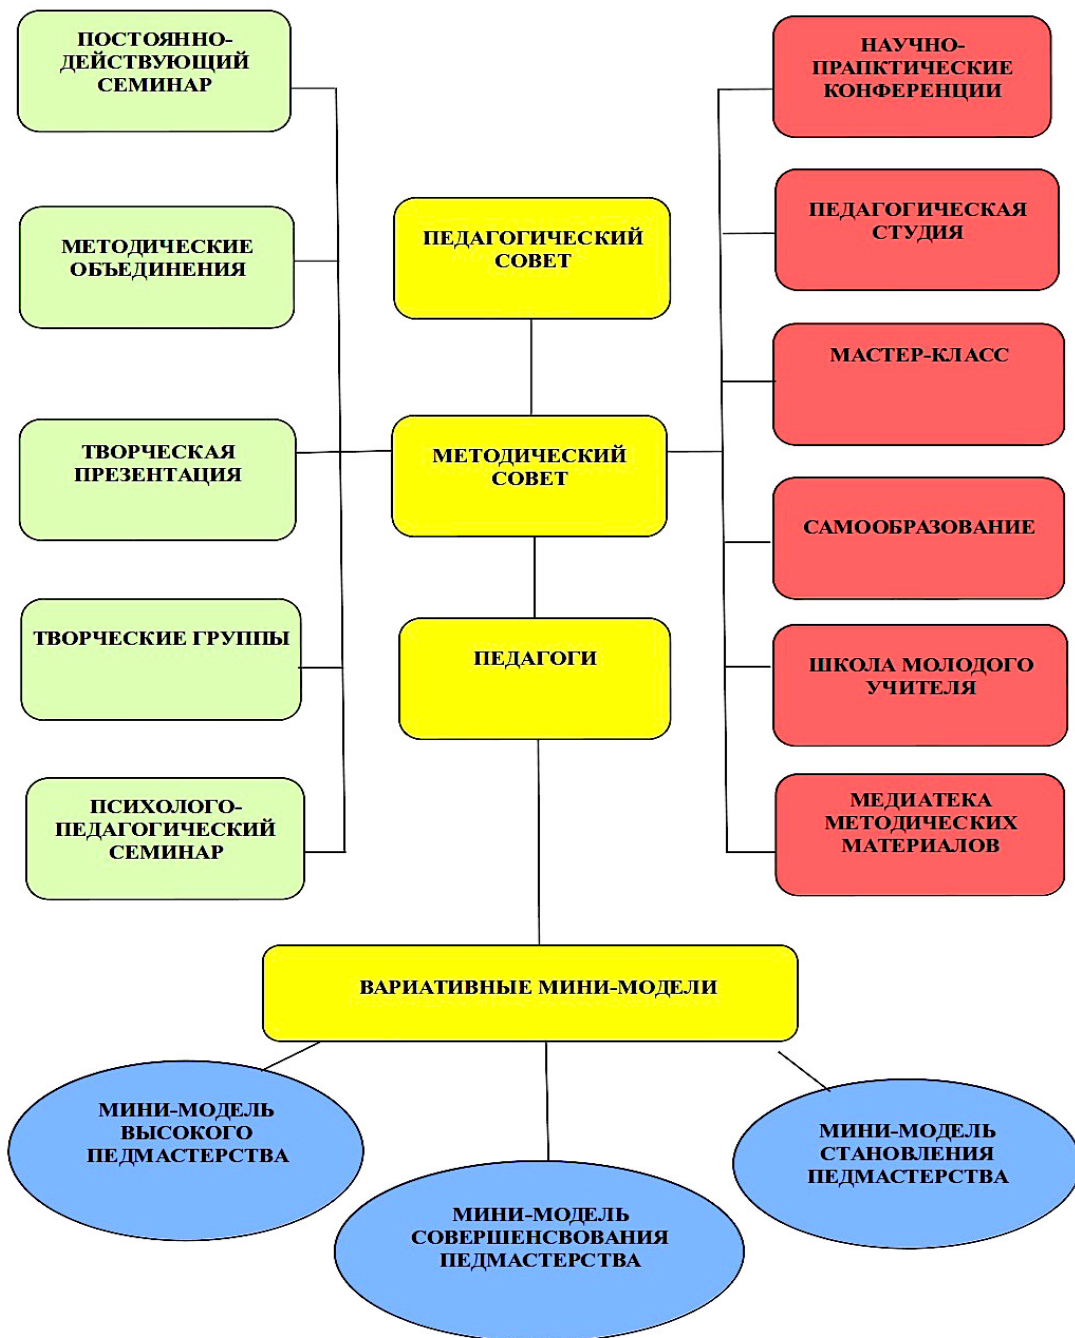 ПОСТОЯННО-
ДЕЙСТВУЮЩИЙ
СЕМИНАР
МЕТОДИЧЕСКИЕ
ОБЪЕДИНЕНИЯ
ТВОРЧЕСКАЯ
ПРЕЗЕНТАЦИЯ
ТВОРЧЕСКИЕ ГРУППЫ
ПСИХОЛОГО-
ПЕДАГОГИЧЕСКИЙ
СЕМИНАР
ПЕДАГОГИЧЕСКИЙ
СОВЕТ
МЕТОДИЧЕСКИЙ
СОВЕТ
ПЕДАГОГИ
НАУЧНО-
ПРАПКТИЧЕСКИЕ
КОНФЕРЕНЦИИ
ПЕДАГОГИЧЕСКАЯ
СТУДИЯ
МАСТЕР-КЛАСС
САМООБРАЗОВАНИЕ
ШКОЛА МОЛОДОГО
УЧИТЕЛЯ
МЕДИАТЕКА
МЕТОДИЧЕСКИХ
МАТЕРИАЛОВ
ВАРИАТИВНЫЕ МИНИ-МОДЕЛИ
МИНИ-МОДЕЛЬ
ВЫСОКОГО
ПЕДМАСТЕРСТВА
МИНИ-МОДЕЛЬ
СОВЕРШЕНСВОВАНИЯ
ПЕДМАСТЕРСТВА
МИНИ-МОДЕЛЬ
СТАНОВЛЕНИЯ
ПЕДМАСТЕРСТВА